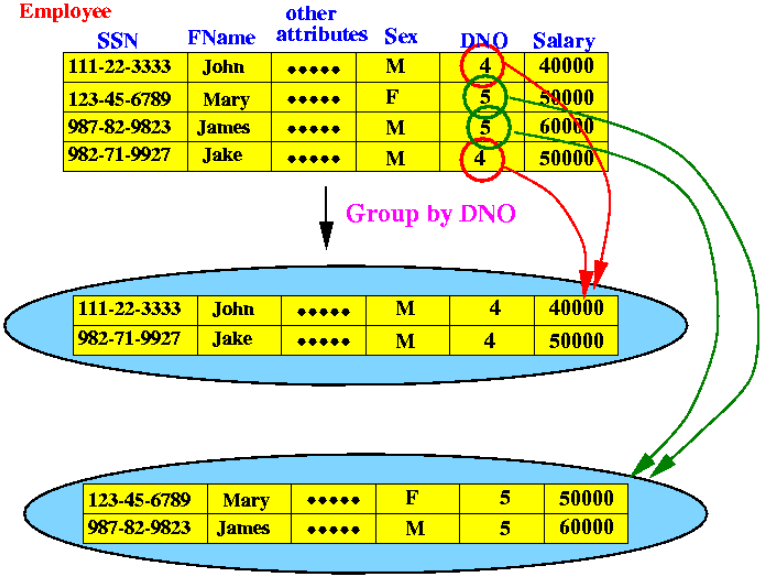 Employee
other
SSN FName attributes Sex DNO Salary
111-22-3333 John ••••• M 4 40000
123-45-6789 Mary ••••• F 5 50000
987-82-9823 James ••••• M 5 60000
982-71-9927 Jake ••••• M 4 50000
Group by DNO
111-22-3333 John ••••• M 4 40000
982-71-9927 Jake ••••• M 4 50000
123-45-6789 Mary ••••• F 5 50000
987-82-9823 James ••••• M 5 60000